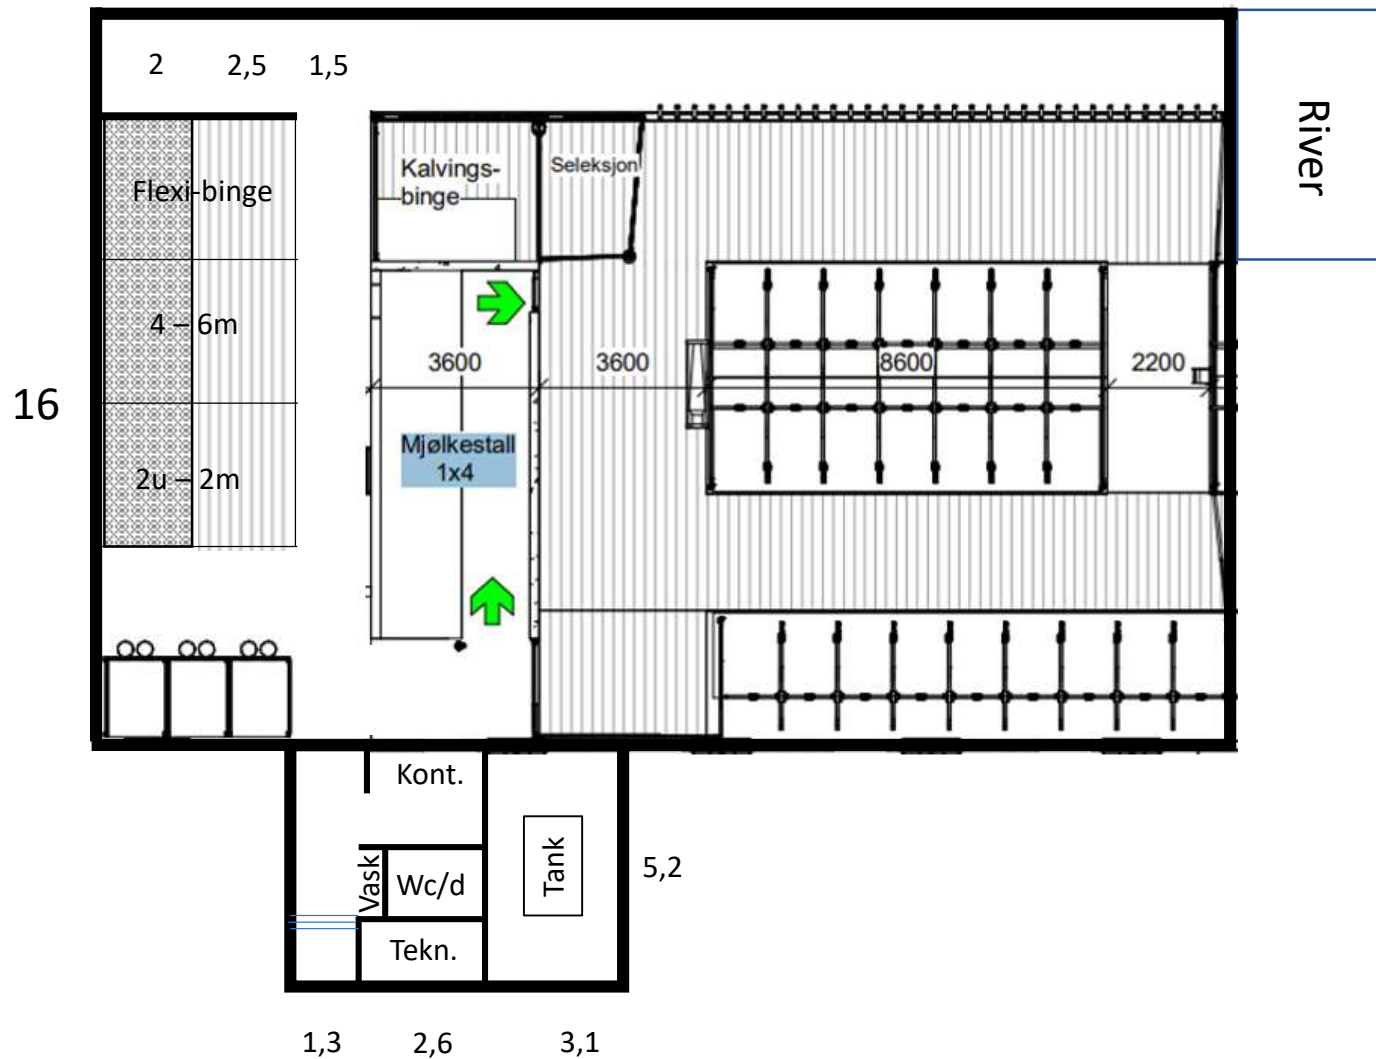 2 2,5 1,5
River
Kalvings-
binge
Seleksjon
Flexi-binge
4 – 6m
3600 3600 8600 2200
16
Mjølkestall
1x4
2u – 2m
Kont.
Vask
Wc/d
Tank
5,2
Tekn.
1,3 2,6 3,1